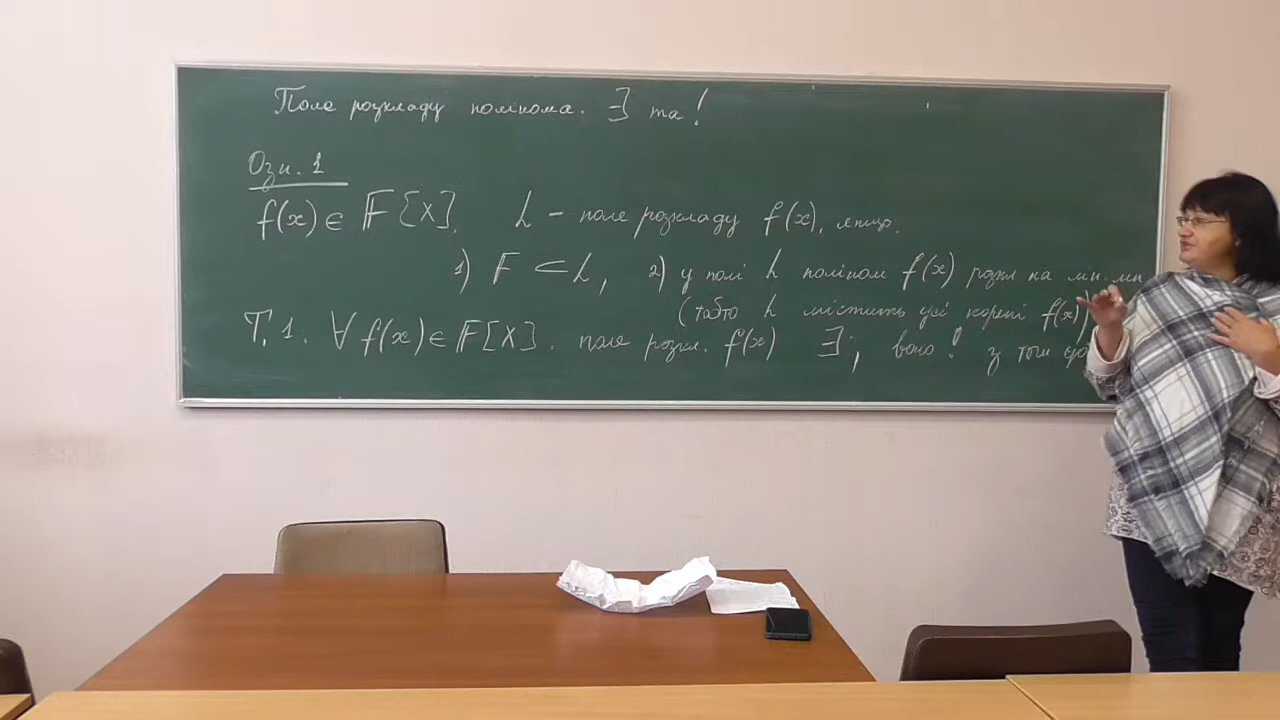 Поле розкладу полінома. ∃ та !
Озн. 1
f(x) ∈ F[X]. L – поле розкладу f(x), якщо:
1) F ⊂ L, 2) у полі L поліном f(x) розкл на лін. мн.
(тобто L містить усі корені f(x))
Т. 1. ∀ f(x) ∈ F[X]. поле розкл. f(x) ∃; воно ! з точ